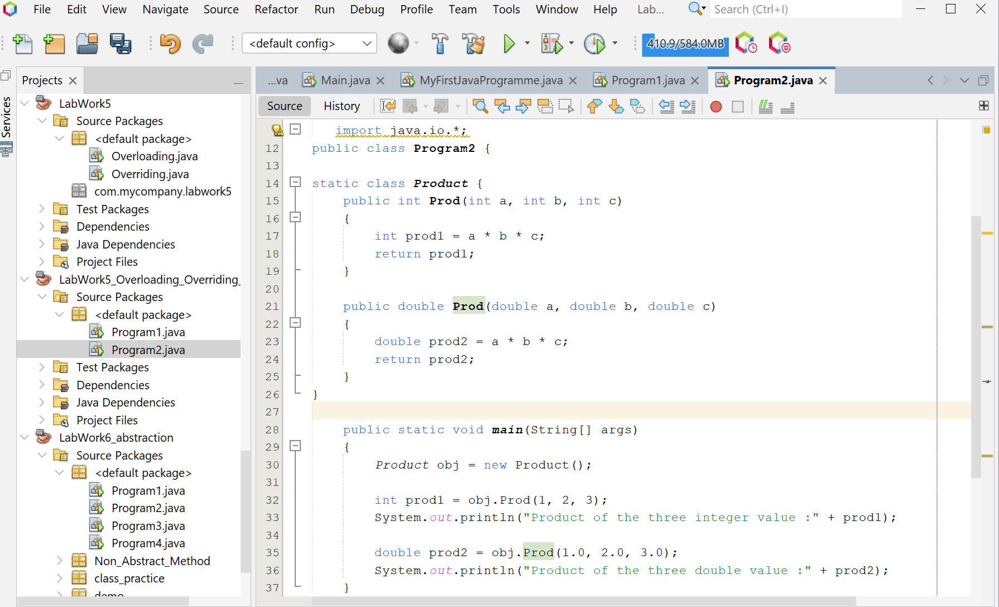 File Edit View Navigate Source Refactor Run Debug Profile Team Tools Window Help Lab... Search (Ctrl+I)
<default config> 410.9/584.0MB
Services
Projects
LabWork5
Source Packages
<default package>
Overloading.java
Overriding.java
com.mycompany.labwork5
Test Packages
Dependencies
Java Dependencies
Project Files
LabWork5_Overloading_Overriding_
Source Packages
<default package>
Program1.java
Program2.java
Test Packages
Dependencies
Java Dependencies
Project Files
LabWork6_abstraction
Source Packages
<default package>
Program1.java
Program2.java
Program3.java
Program4.java
Non_Abstract_Method
class_practice
demo
...va Main.java MyFirstJavaProgramme.java Program1.java Program2.java
Source History
import java.io.*;
12 public class Program2 {
13
14 static class Product {
15 public int Prod(int a, int b, int c)
16 {
17 int prod1 = a * b * c;
18 return prod1;
19 }
20
21 public double Prod(double a, double b, double c)
22 {
23 double prod2 = a * b * c;
24 return prod2;
25 }
26 }
27
28 public static void main(String[] args)
29 {
30 Product obj = new Product();
31
32 int prod1 = obj.Prod(1, 2, 3);
33 System.out.println("Product of the three integer value :" + prod1);
34
35 double prod2 = obj.Prod(1.0, 2.0, 3.0);
36 System.out.println("Product of the three double value :" + prod2);
37 }